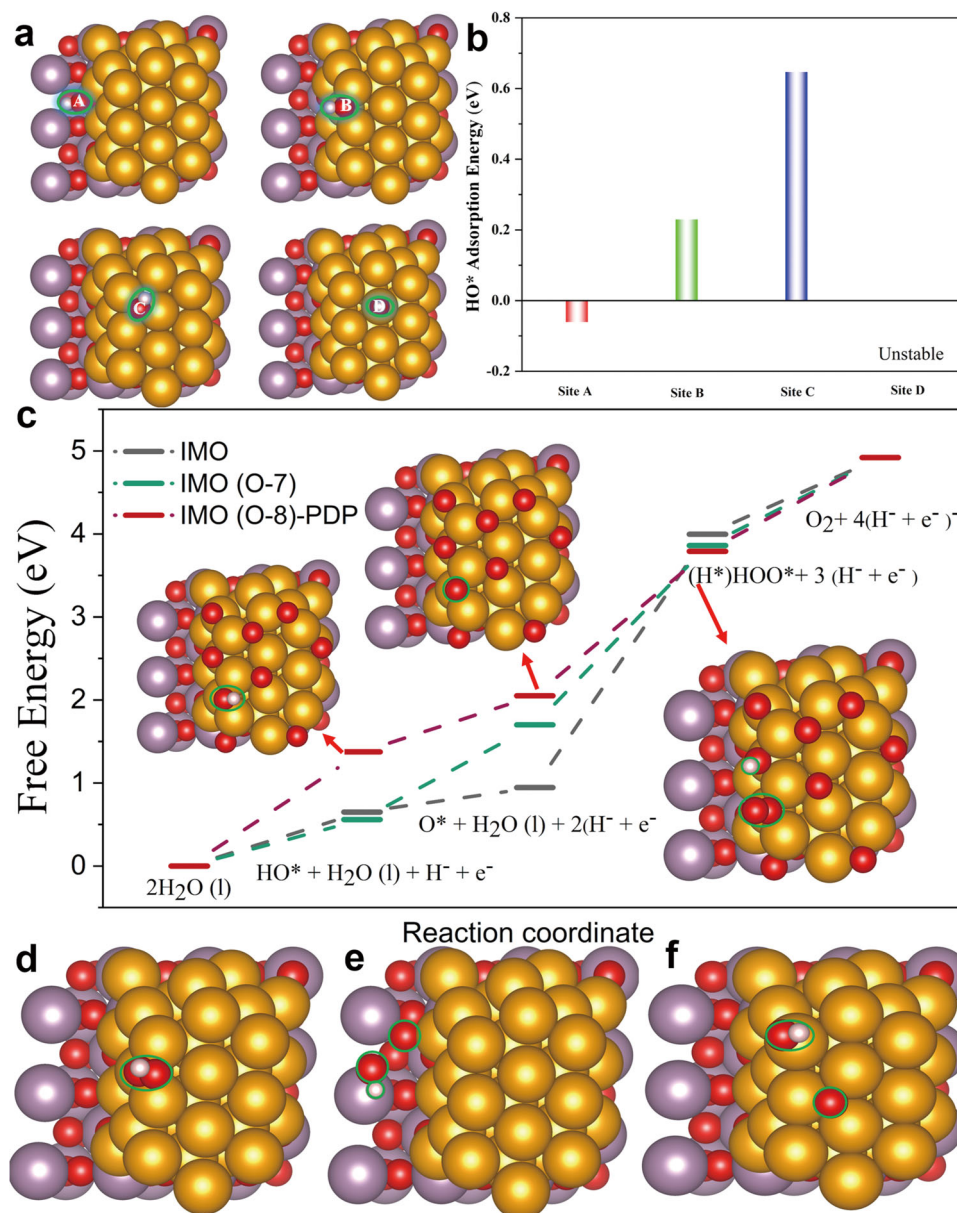 a
A
B
C
D
b
HO* Adsorption Energy (eV)
0.8
0.6
0.4
0.2
0.0
-0.2
Unstable
Site A
Site B
Site C
Site D
c
Free Energy (eV)
5
4
3
2
1
0
IMO
IMO (O-7)
IMO (O-8)-PDP
O₂+ 4(H⁻ + e⁻)⁻
(H*)HOO*+ 3 (H⁻ + e⁻)
O* + H₂O (l) + 2(H⁻ + e⁻
HO* + H₂O (l) + H⁻ + e⁻
2H₂O (l)
Reaction coordinate
d
e
f